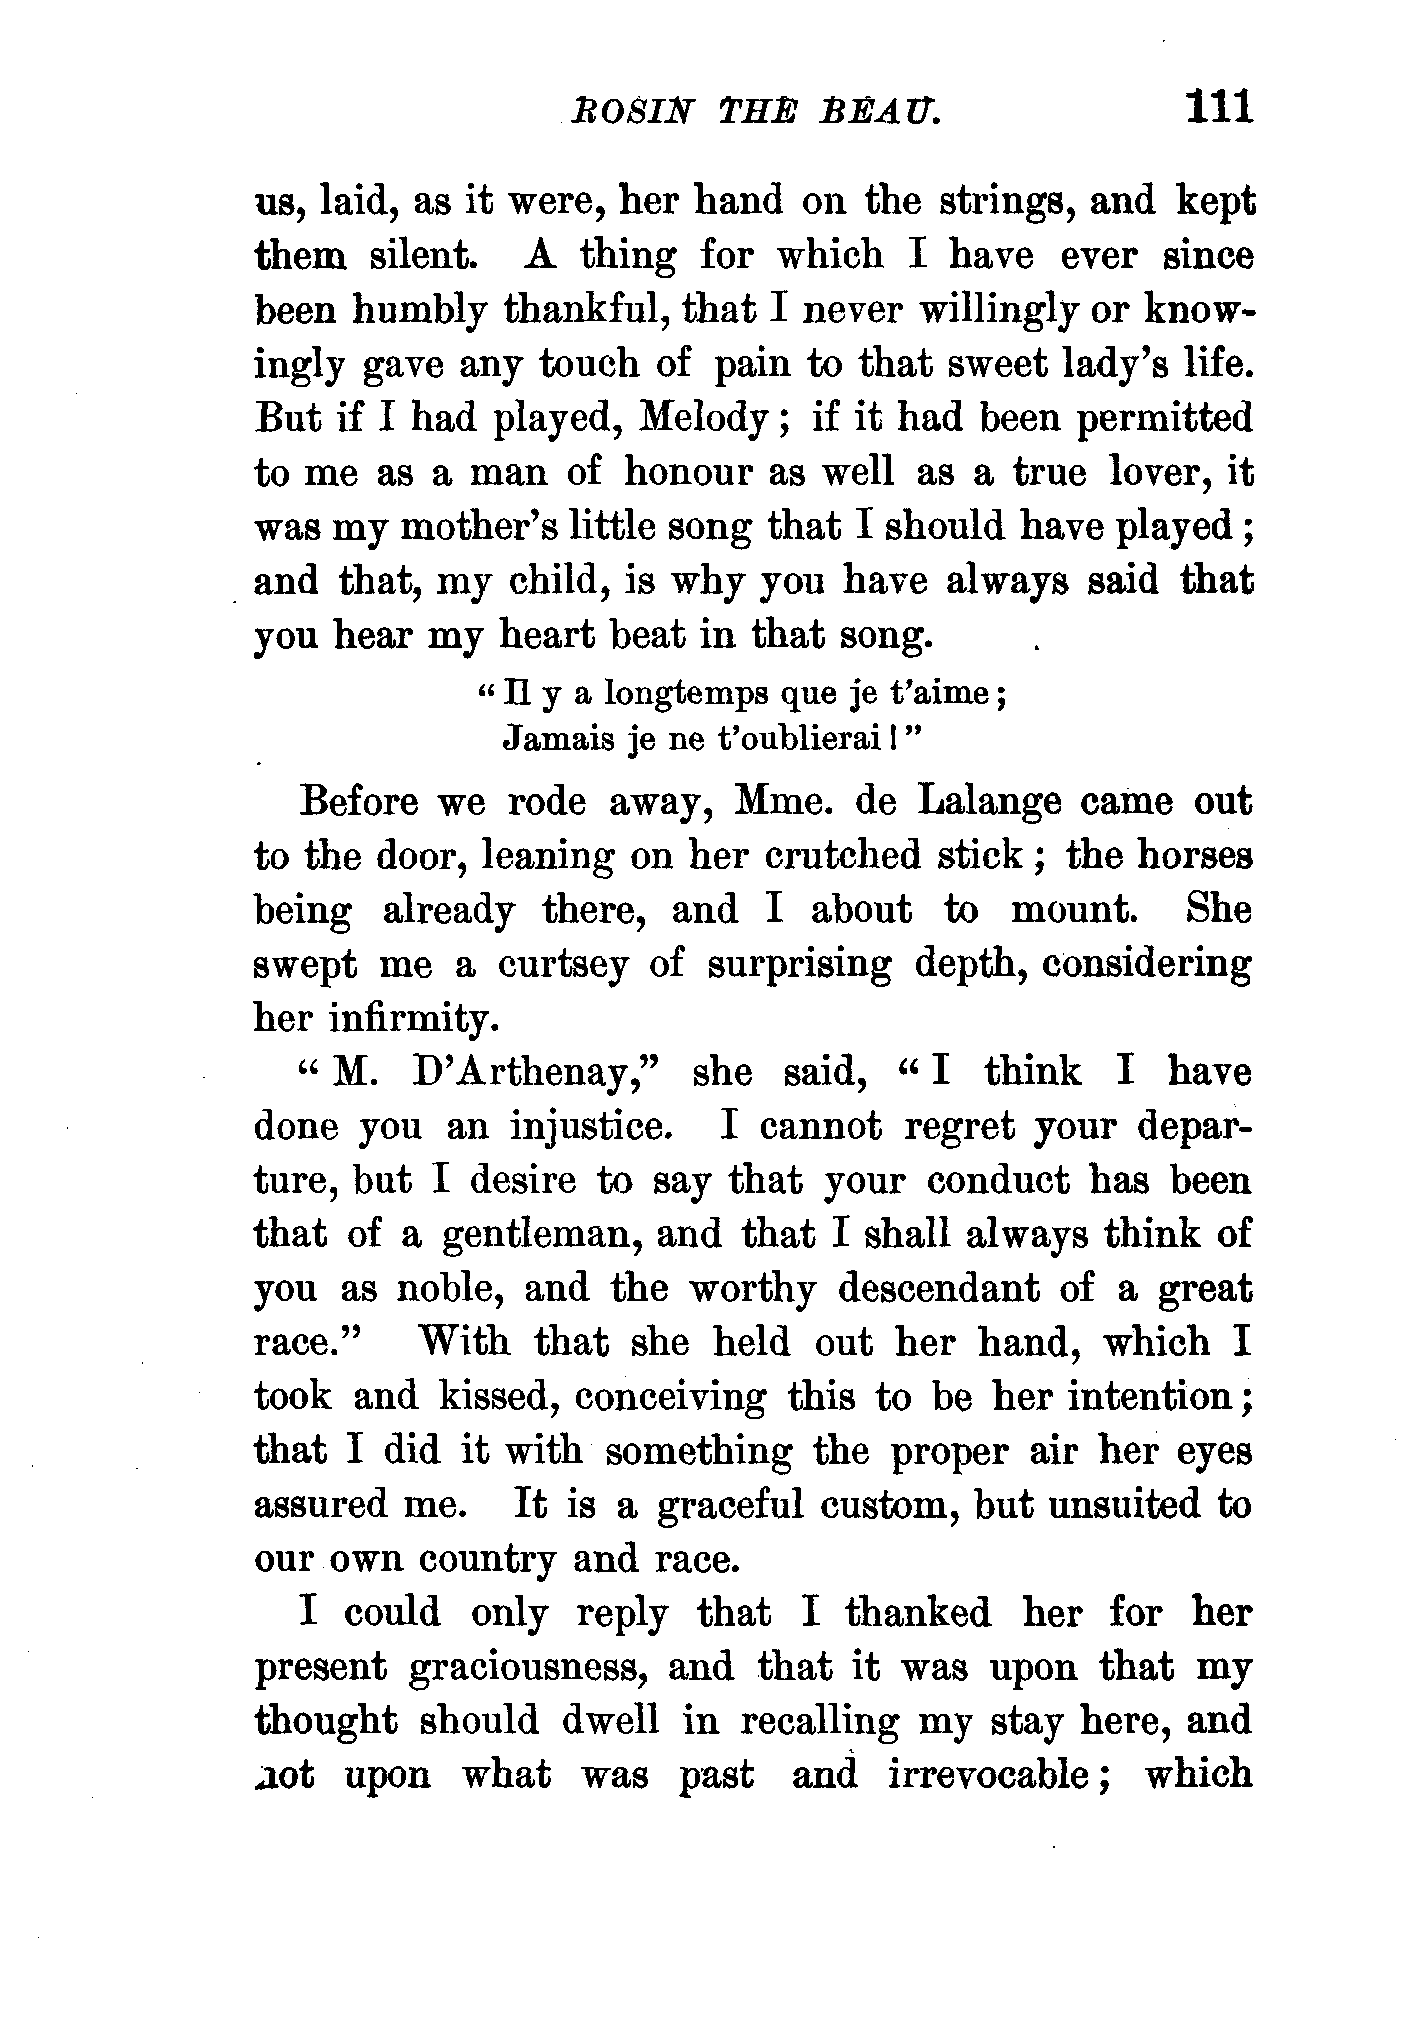 ROSIN THE BEAU. 111
us, laid, as it were, her hand on the strings, and kept
them silent. A thing for which I have ever since
been humbly thankful, that I never willingly or know-
ingly gave any touch of pain to that sweet lady's life.
But if I had played, Melody; if it had been permitted
to me as a man of honour as well as a true lover, it
was my mother's little song that I should have played;
and that, my child, is why you have always said that
you hear my heart beat in that song.
"Il y a longtemps que je t'aime;
Jamais je ne t'oublierai!"
Before we rode away, Mme. de Lalange came out
to the door, leaning on her crutched stick; the horses
being already there, and I about to mount. She
swept me a curtsey of surprising depth, considering
her infirmity.
"M. D'Arthenay," she said, "I think I have
done you an injustice. I cannot regret your depar-
ture, but I desire to say that your conduct has been
that of a gentleman, and that I shall always think of
you as noble, and the worthy descendant of a great
race." With that she held out her hand, which I
took and kissed, conceiving this to be her intention;
that I did it with something the proper air her eyes
assured me. It is a graceful custom, but unsuited to
our own country and race.
I could only reply that I thanked her for her
present graciousness, and that it was upon that my
thought should dwell in recalling my stay here, and
not upon what was past and irrevocable; which